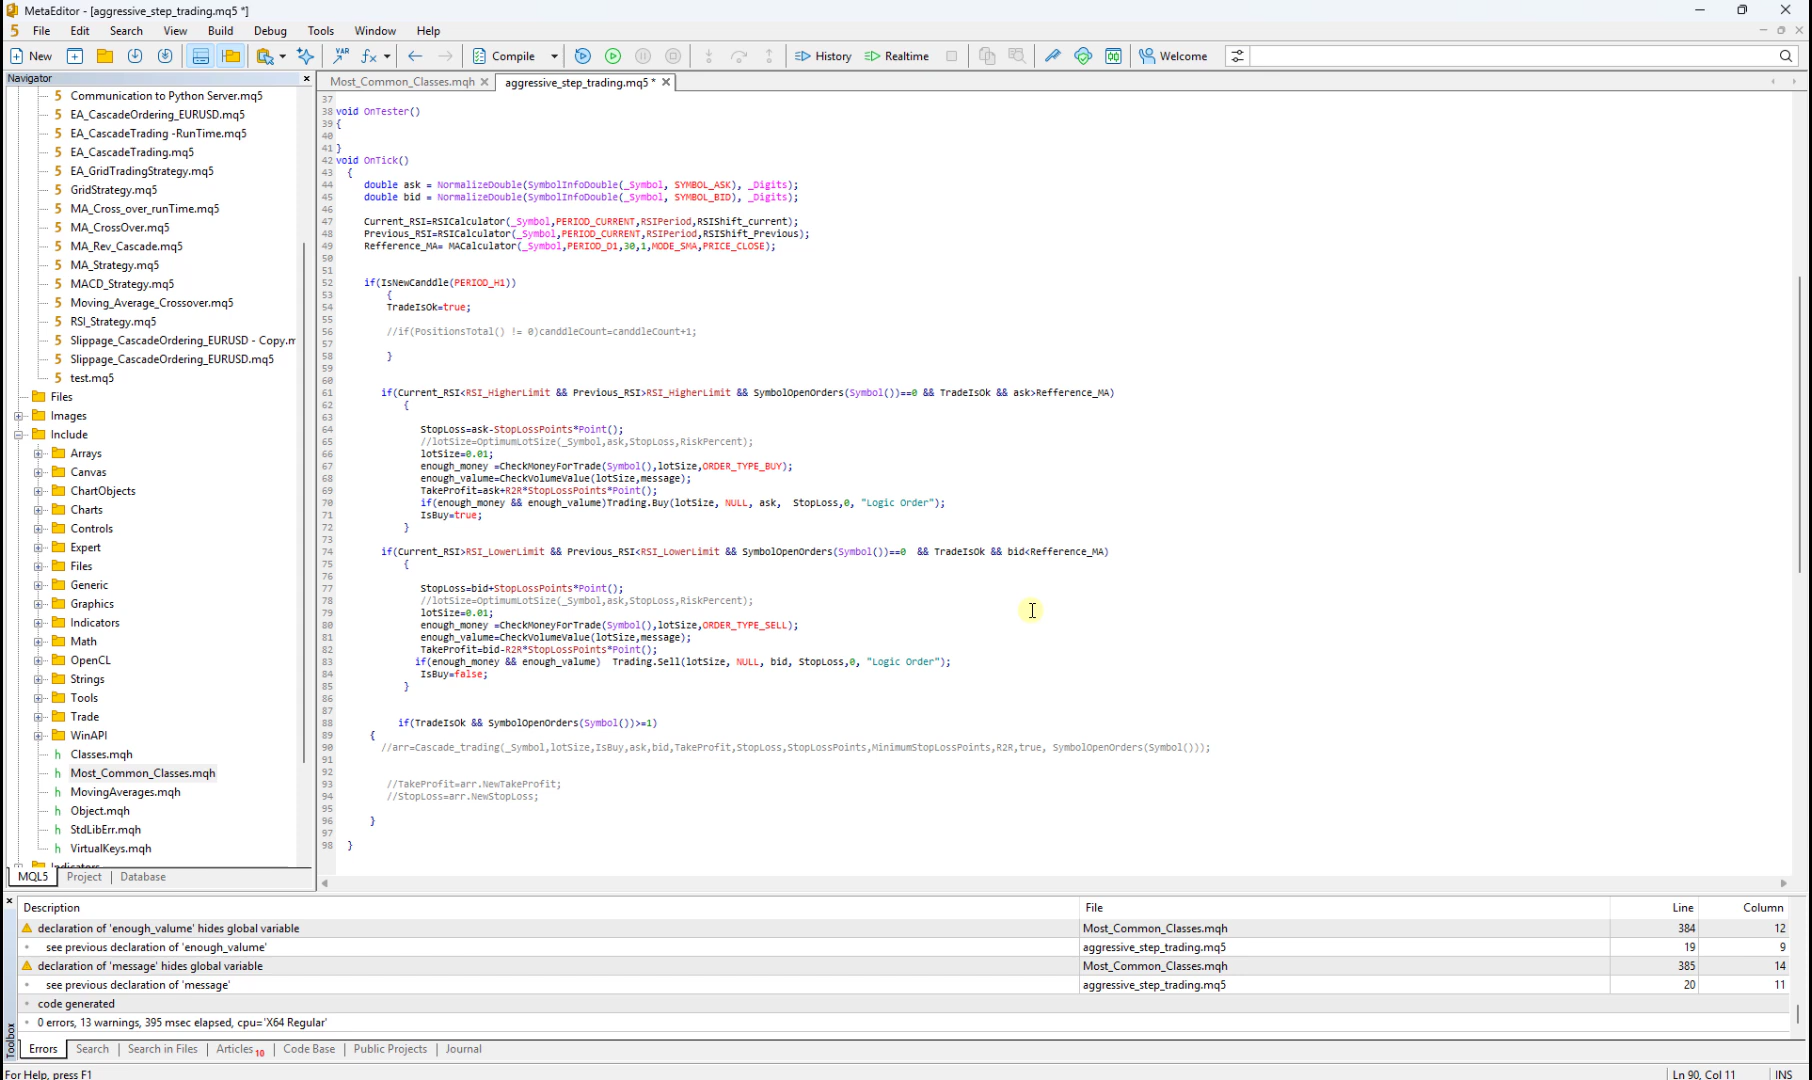 MetaEditor - [aggressive_step_trading.mq5 *]
5 File Edit Search View Build Debug Tools Window Help
New VAR fx Compile History Realtime Welcome
Navigator
Communication to Python Server.mq5
EA_CascadeOrdering_EURUSD.mq5
EA_CascadeTrading -RunTime.mq5
EA_CascadeTrading.mq5
EA_GridTradingStrategy.mq5
GridStrategy.mq5
MA_Cross_over_runTime.mq5
MA_CrossOver.mq5
MA_Rev_Cascade.mq5
MA_Strategy.mq5
MACD_Strategy.mq5
Moving_Average_Crossover.mq5
RSI_Strategy.mq5
Slippage_CascadeOrdering_EURUSD - Copy.m
Slippage_CascadeOrdering_EURUSD.mq5
test.mq5
Files
Images
Include
Arrays
Canvas
ChartObjects
Charts
Controls
Expert
Files
Generic
Graphics
Indicators
Math
OpenCL
Strings
Tools
Trade
WinAPI
h Classes.mqh
h Most_Common_Classes.mqh
h MovingAverages.mqh
h Object.mqh
h StdLibErr.mqh
h VirtualKeys.mqh
Indicators
MQL5 Project Database
Most_Common_Classes.mqh aggressive_step_trading.mq5 *
37
38 void OnTester()
39 {
40
41 }
42 void OnTick()
43 {
44 double ask = NormalizeDouble(SymbolInfoDouble(_Symbol, SYMBOL_ASK), _Digits);
45 double bid = NormalizeDouble(SymbolInfoDouble(_Symbol, SYMBOL_BID), _Digits);
46
47 Current_RSI=RSICalculator(_Symbol,PERIOD_CURRENT,RSIPeriod,RSIShift_current);
48 Previous_RSI=RSICalculator(_Symbol,PERIOD_CURRENT,RSIPeriod,RSIShift_Previous);
49 Refference_MA= MACalculator(_Symbol,PERIOD_D1,30,1,MODE_SMA,PRICE_CLOSE);
50
51
52 if(IsNewCanddle(PERIOD_H1))
53 {
54 TradeIsOk=true;
55
56 //if(PositionsTotal() != 0)canddleCount=canddleCount+1;
57
58 }
59
60
61 if(Current_RSI<RSI_HigherLimit && Previous_RSI>RSI_HigherLimit && SymbolOpenOrders(Symbol())==0 && TradeIsOk && ask>Refference_MA)
62 {
63
64 StopLoss=ask-StopLossPoints*Point();
65 //lotSize=OptimumLotSize(_Symbol,ask,StopLoss,RiskPercent);
66 lotSize=0.01;
67 enough_money =CheckMoneyForTrade(Symbol(),lotSize,ORDER_TYPE_BUY);
68 enough_valume=CheckVolumeValue(lotSize,message);
69 TakeProfit=ask+R2R*StopLossPoints*Point();
70 if(enough_money && enough_valume)Trading.Buy(lotSize, NULL, ask, StopLoss,0, "Logic Order");
71 IsBuy=true;
72 }
73
74 if(Current_RSI>RSI_LowerLimit && Previous_RSI<RSI_LowerLimit && SymbolOpenOrders(Symbol())==0 && TradeIsOk && bid<Refference_MA)
75 {
76
77 StopLoss=bid+StopLossPoints*Point();
78 //lotSize=OptimumLotSize(_Symbol,ask,StopLoss,RiskPercent);
79 lotSize=0.01;
80 enough_money =CheckMoneyForTrade(Symbol(),lotSize,ORDER_TYPE_SELL);
81 enough_valume=CheckVolumeValue(lotSize,message);
82 TakeProfit=bid-R2R*StopLossPoints*Point();
83 if(enough_money && enough_valume) Trading.Sell(lotSize, NULL, bid, StopLoss,0, "Logic Order");
84 IsBuy=false;
85 }
86
87
88 if(TradeIsOk && SymbolOpenOrders(Symbol())>=1)
89 {
90 //arr=Cascade_trading(_Symbol,lotSize,IsBuy,ask,bid,TakeProfit,StopLoss,StopLossPoints,MinimumStopLossPoints,R2R,true, SymbolOpenOrders(Symbol()));
91
92
93 //TakeProfit=arr.NewTakeProfit;
94 //StopLoss=arr.NewStopLoss;
95
96 }
97
98 }
Description File Line Column
declaration of 'enough_valume' hides global variable Most_Common_Classes.mqh 384 12
see previous declaration of 'enough_valume' aggressive_step_trading.mq5 19 9
declaration of 'message' hides global variable Most_Common_Classes.mqh 385 14
see previous declaration of 'message' aggressive_step_trading.mq5 20 11
code generated
0 errors, 13 warnings, 395 msec elapsed, cpu='X64 Regular'
Toolbox
Errors Search Search in Files Articles 10 Code Base Public Projects Journal
For Help, press F1 Ln 90, Col 11 INS